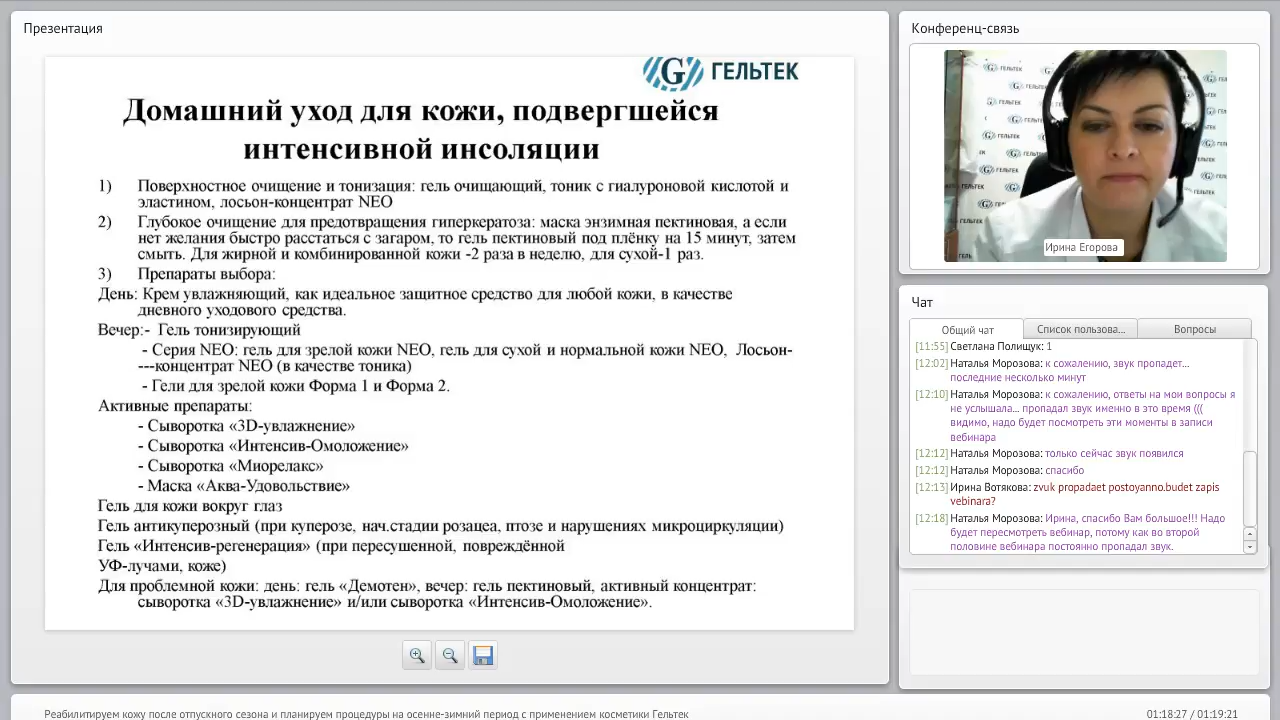 Презентация
ГЕЛЬТЕК
Домашний уход для кожи, подвергшейся
интенсивной инсоляции
1) Поверхностное очищение и тонизация: гель очищающий, тоник с гиалуроновой кислотой и
эластином, лосьон-концентрат NEO
2) Глубокое очищение для предотвращения гиперкератоза: маска энзимная пектиновая, а если
нет желания быстро расстаться с загаром, то гель пектиновый под плёнку на 15 минут, затем
смыть. Для жирной и комбинированной кожи -2 раза в неделю, для сухой-1 раз.
3) Препараты выбора:
День: Крем увлажняющий, как идеальное защитное средство для любой кожи, в качестве
дневного уходового средства.
Вечер:- Гель тонизирующий
- Серия NEO: гель для зрелой кожи NEO, гель для сухой и нормальной кожи NEO, Лосьон-
---концентрат NEO (в качестве тоника)
- Гели для зрелой кожи Форма 1 и Форма 2.
Активные препараты:
- Сыворотка «3D-увлажнение»
- Сыворотка «Интенсив-Омоложение»
- Сыворотка «Миорелакс»
- Маска «Аква-Удовольствие»
Гель для кожи вокруг глаз
Гель антикуперозный (при куперозе, нач.стадии розацеа, птозе и нарушениях микроциркуляции)
Гель «Интенсив-регенерация» (при пересушенной, повреждённой
УФ-лучами, коже)
Для проблемной кожи: день: гель «Демотен», вечер: гель пектиновый, активный концентрат:
сыворотка «3D-увлажнение» и/или сыворотка «Интенсив-Омоложение».
Конференц-связь
Ирина Егорова
Чат
Общий чат
Список пользова...
Вопросы
[11:55] Светлана Полищук: 1
[12:02] Наталья Морозова: к сожалению, звук пропадет...
последние несколько минут
[12:10] Наталья Морозова: к сожалению, ответы на мои вопросы я
не услышала... пропадал звук именно в это время (((
видимо, надо будет посмотреть эти моменты в записи
вебинара
[12:12] Наталья Морозова: только сейчас звук появился
[12:12] Наталья Морозова: спасибо
[12:13] Ирина Вотякова: zvuk propadaet postoyanno.budet zapis
vebinara?
[12:18] Наталья Морозова: Ирина, спасибо Вам большое!!! Надо
будет пересмотреть вебинар, потому как во второй
половине вебинара постоянно пропадал звук.
Реабилитируем кожу после отпускного сезона и планируем процедуры на осенне-зимний период с применением косметики Гельтек
01:18:27 / 01:19:21